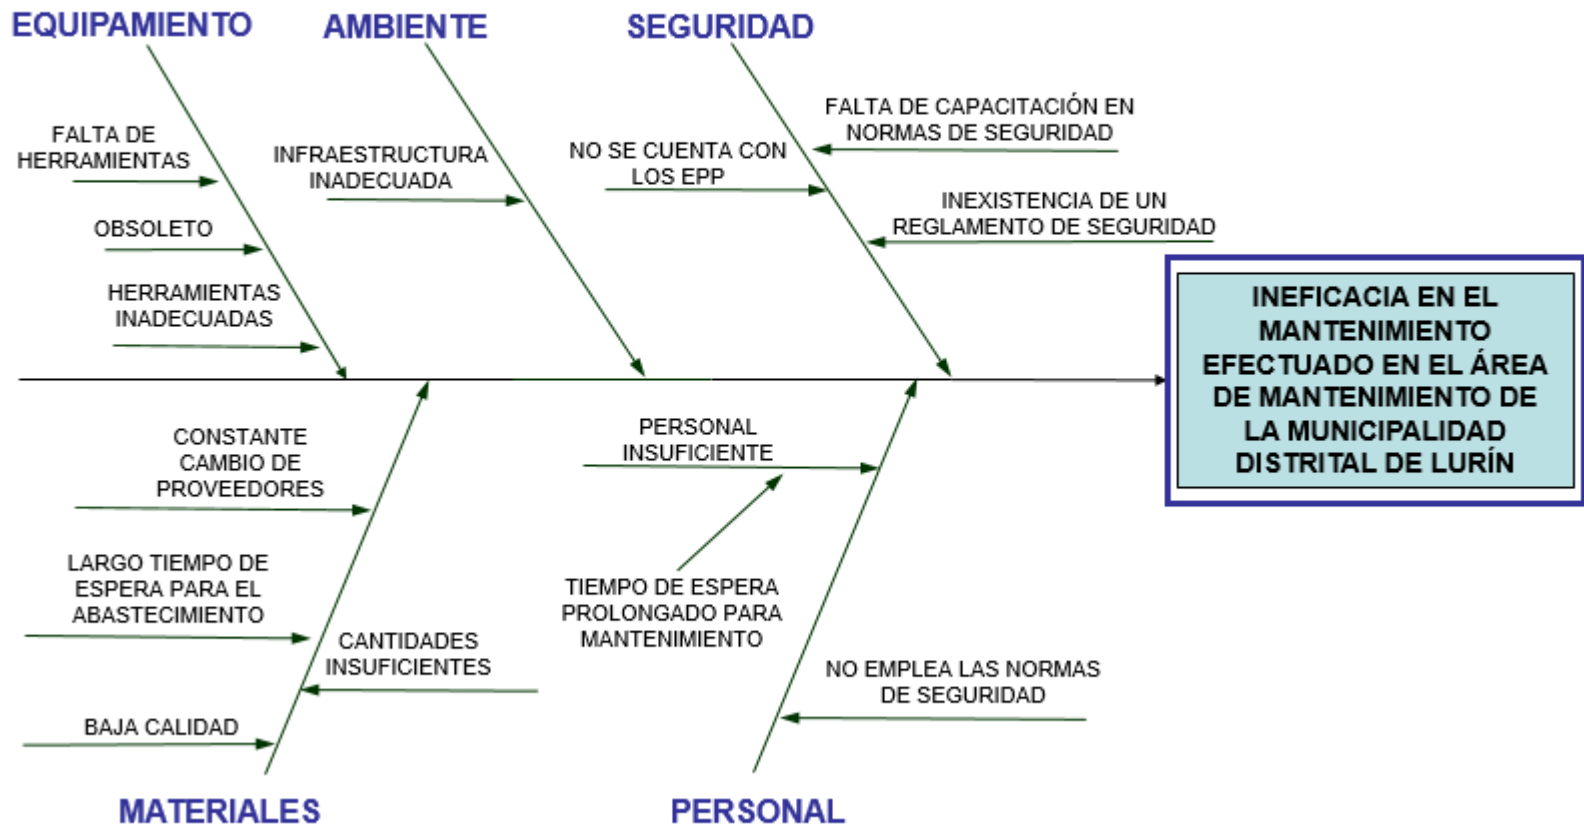 EQUIPAMIENTO
AMBIENTE
SEGURIDAD
FALTA DE
HERRAMIENTAS
OBSOLETO
HERRAMIENTAS
INADECUADAS
INFRAESTRUCTURA
INADECUADA
NO SE CUENTA CON
LOS EPP
FALTA DE CAPACITACIÓN EN
NORMAS DE SEGURIDAD
INEXISTENCIA DE UN
REGLAMENTO DE SEGURIDAD
INEFICACIA EN EL
MANTENIMIENTO
EFECTUADO EN EL ÁREA
DE MANTENIMIENTO DE
LA MUNICIPALIDAD
DISTRITAL DE LURÍN
CONSTANTE
CAMBIO DE
PROVEEDORES
LARGO TIEMPO DE
ESPERA PARA EL
ABASTECIMIENTO
CANTIDADES
INSUFICIENTES
BAJA CALIDAD
PERSONAL
INSUFICIENTE
TIEMPO DE ESPERA
PROLONGADO PARA
MANTENIMIENTO
NO EMPLEA LAS NORMAS
DE SEGURIDAD
MATERIALES
PERSONAL